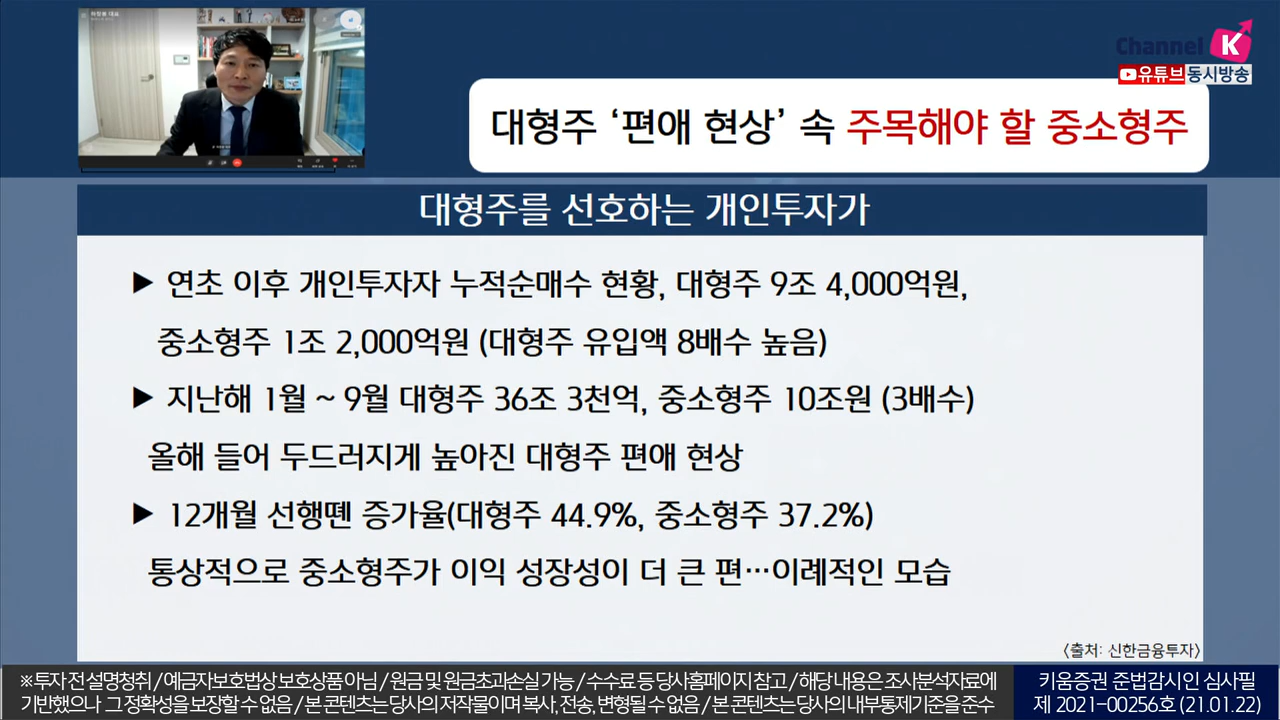 Channel K
유튜브 동시방송
대형주 ‘편애 현상’ 속 주목해야 할 중소형주
대형주를 선호하는 개인투자가
▶ 연초 이후 개인투자자 누적순매수 현황, 대형주 9조 4,000억원,
중소형주 1조 2,000억원 (대형주 유입액 8배수 높음)
▶ 지난해 1월 ~ 9월 대형주 36조 3천억, 중소형주 10조원 (3배수)
올해 들어 두드러지게 높아진 대형주 편애 현상
▶ 12개월 선행뗸 증가율(대형주 44.9%, 중소형주 37.2%)
통상적으로 중소형주가 이익 성장성이 더 큰 편…이례적인 모습
〈출처: 신한금융투자〉
※ 투자 전 설명청취 / 예금자보호법상 보호상품 아님 / 원금 및 원금초과손실 가능 / 수수료 등 당사홈페이지 참고 / 해당 내용은 조사분석자료에
기반했으나 그 정확성을 보장할 수 없음 / 본 콘텐츠는 당사의 저작물이며 복사, 전송, 변형될 수 없음 / 본 콘텐츠는 당사의 내부통제기준을 준수
키움증권 준법감시인 심사필
제 2021-00256호 (21.01.22)